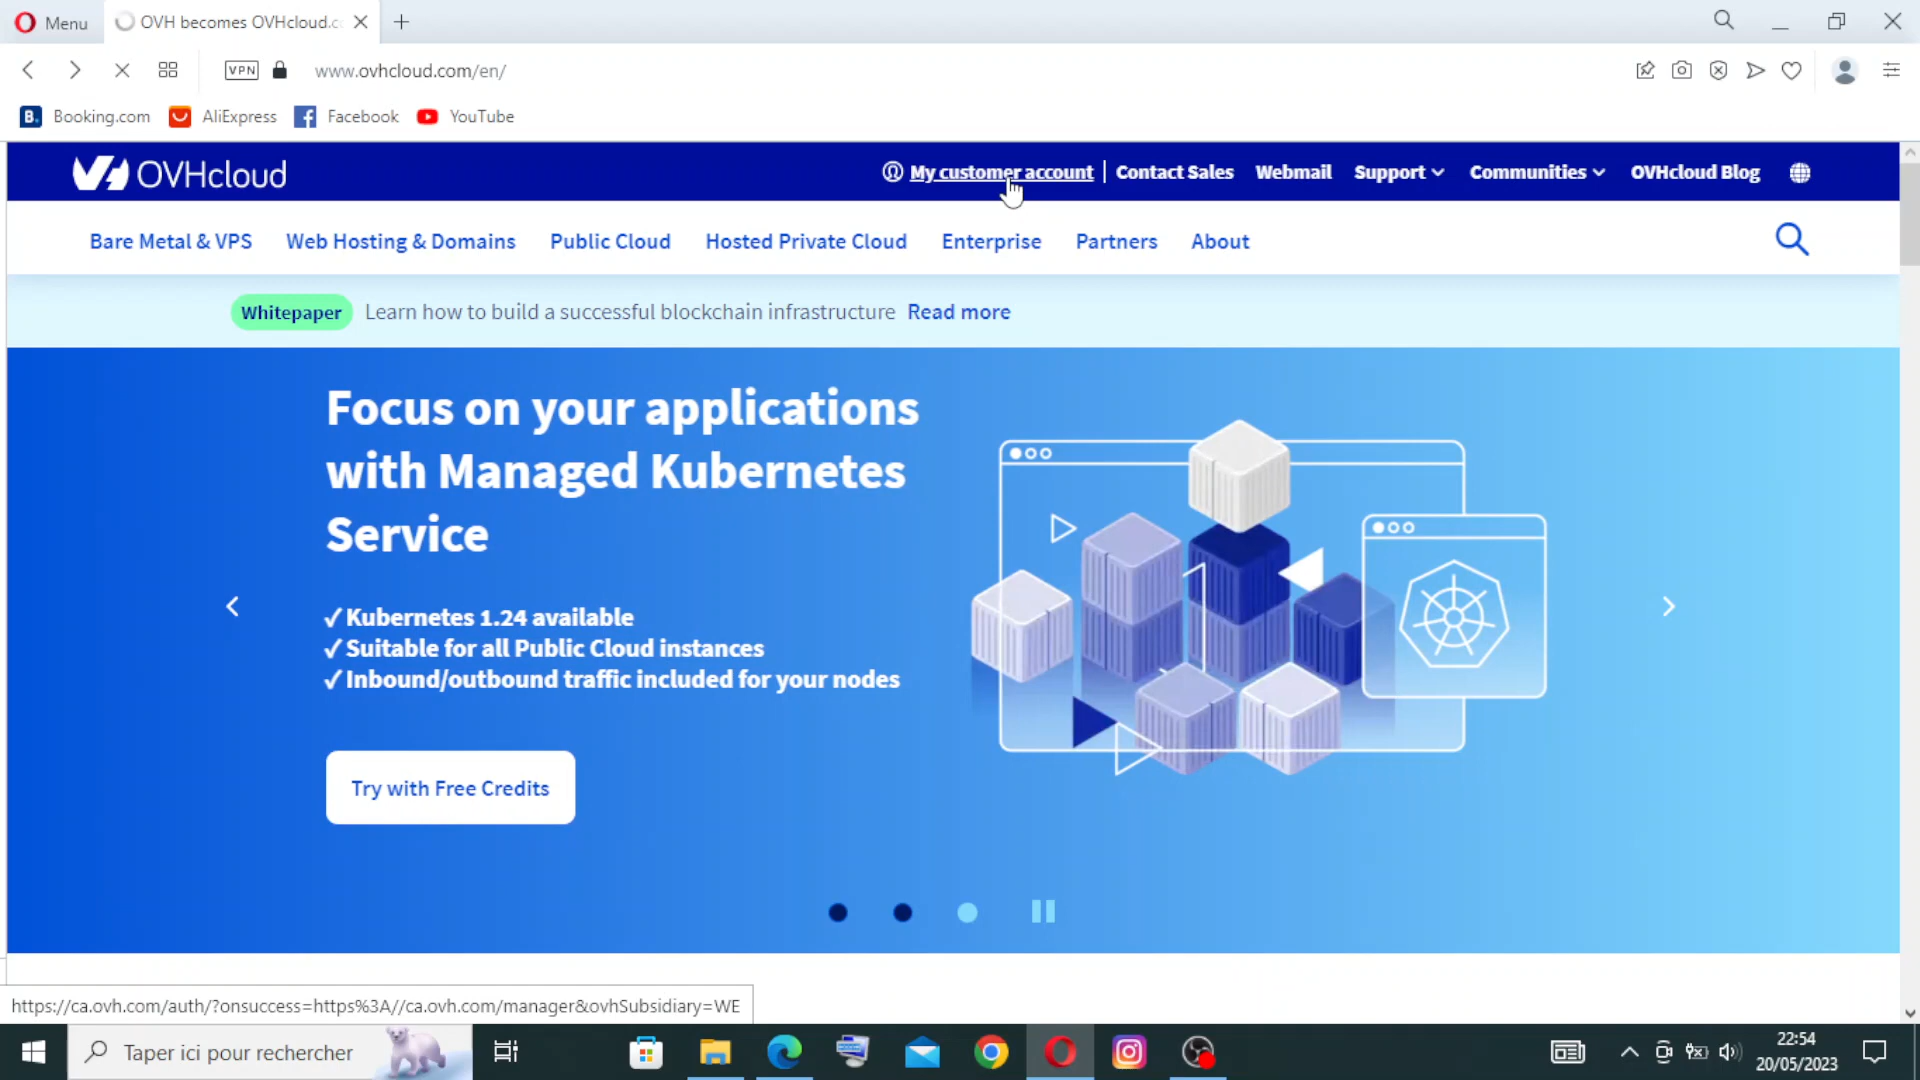 Menu
OVH becomes OVHcloud.c
VPN
www.ovhcloud.com/en/
B. Booking.com
AliExpress
Facebook
YouTube
OVHcloud
My customer account
Contact Sales
Webmail
Support
Communities
OVHcloud Blog
Bare Metal & VPS
Web Hosting & Domains
Public Cloud
Hosted Private Cloud
Enterprise
Partners
About
Whitepaper
Learn how to build a successful blockchain infrastructure Read more
Focus on your applications
with Managed Kubernetes
Service
✓ Kubernetes 1.24 available
✓ Suitable for all Public Cloud instances
✓ Inbound/outbound traffic included for your nodes
Try with Free Credits
https://ca.ovh.com/auth/?onsuccess=https%3A//ca.ovh.com/manager&ovhSubsidiary=WE
Taper ici pour rechercher
22:54
20/05/2023